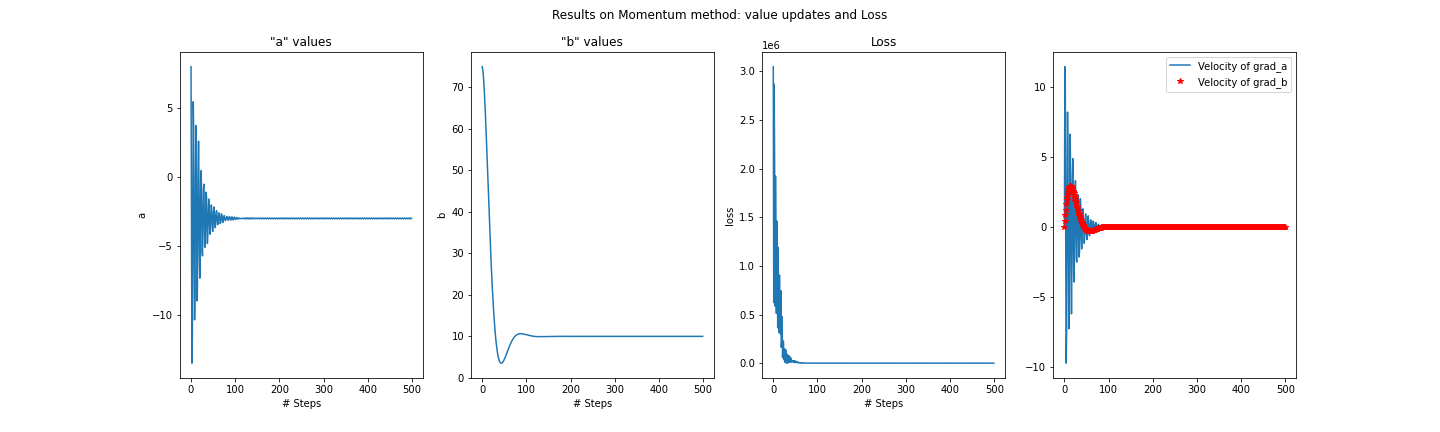 Results on Momentum method: value updates and Loss
"a" values
a
5
0
−5
−10
0 100 200 300 400 500
# Steps
"b" values
b
70
60
50
40
30
20
10
0
0 100 200 300 400 500
# Steps
Loss
1e6
loss
3.0
2.5
2.0
1.5
1.0
0.5
0.0
0 100 200 300 400 500
# Steps
Velocity of grad_a
Velocity of grad_b
10
5
0
−5
−10
0 100 200 300 400 500